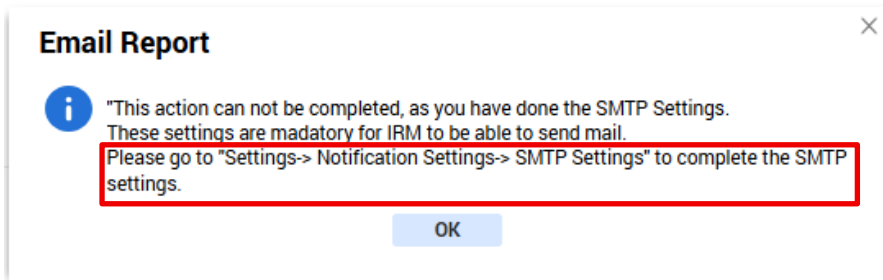 Email Report
"This action can not be completed, as you have done the SMTP Settings.
These settings are madatory for IRM to be able to send mail.
Please go to "Settings-> Notification Settings-> SMTP Settings" to complete the SMTP
settings.
OK